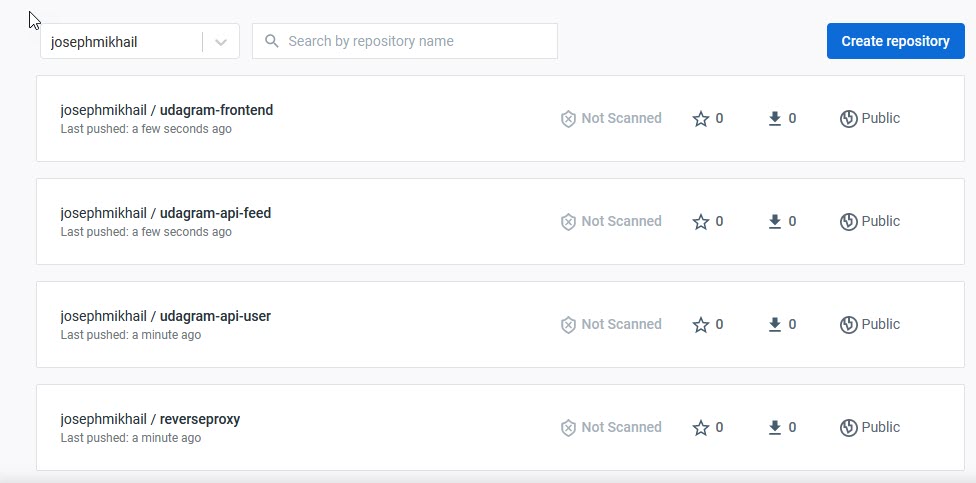 josephmikhail
Search by repository name
Create repository
josephmikhail / udagram-frontend
Last pushed: a few seconds ago
Not Scanned
0
0
Public
josephmikhail / udagram-api-feed
Last pushed: a few seconds ago
Not Scanned
0
0
Public
josephmikhail / udagram-api-user
Last pushed: a minute ago
Not Scanned
0
0
Public
josephmikhail / reverseproxy
Last pushed: a minute ago
Not Scanned
0
0
Public